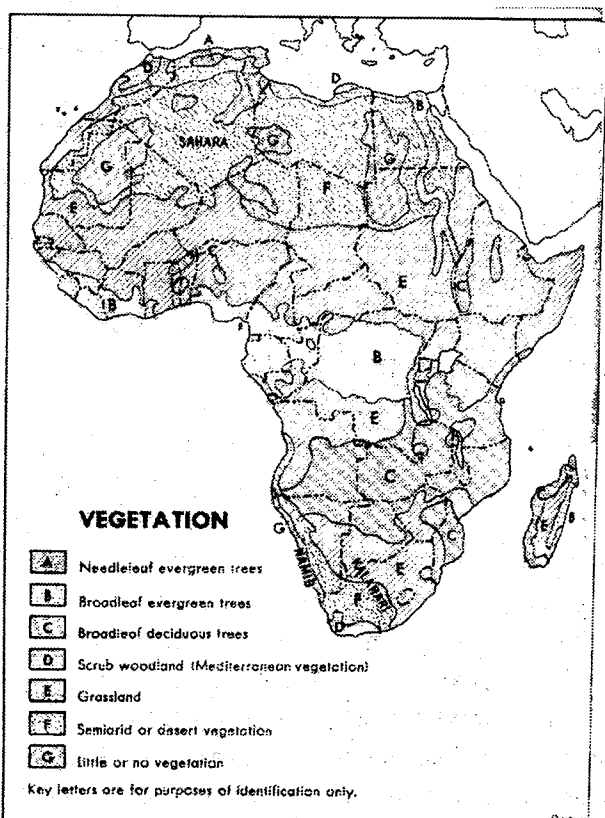 A
D
D
B
SAHARA
G
G
G
F
E
C
E
B
B
E
C
B
E
C
G
NAMIB
KALAHARI
E
F
C
D
VEGETATION
A Needleleaf evergreen trees
B Broadleaf evergreen trees
C Broadleaf deciduous trees
D Scrub woodland (Mediterranean vegetation)
E Grassland
F Semiarid or desert vegetation
G Little or no vegetation
Key letters are for purposes of identification only.